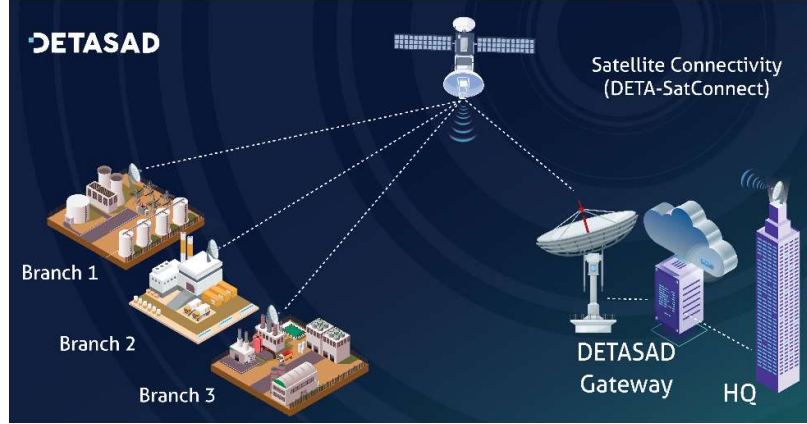 DETASAD
Satellite Connectivity
(DETA-SatConnect)
Branch 1
Branch 2
Branch 3
DETASAD
Gateway
HQ